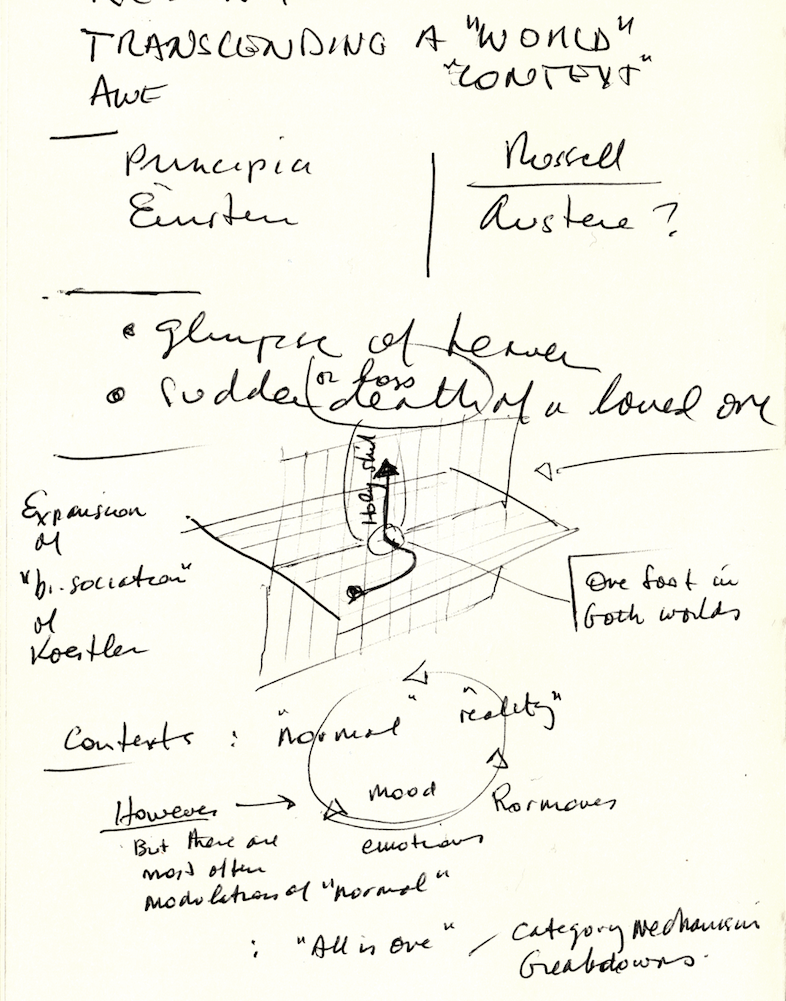 TRANSCENDING A "WORLD"
"CONTEXT"
AWE
Principia
Einstein
Russell
Austere ?
• glimpse of heaven
or loss
• sudden death of a loved one
Holy shit
Expansion
of
"bi-sociation"
of
Koestler
One foot in
both worlds
Contexts : "normal" "reality"
mood
Hormones
emotions
However
But there are
most often
modulations of "normal"
: "All is one" / Category Mechanism
Breakdowns.